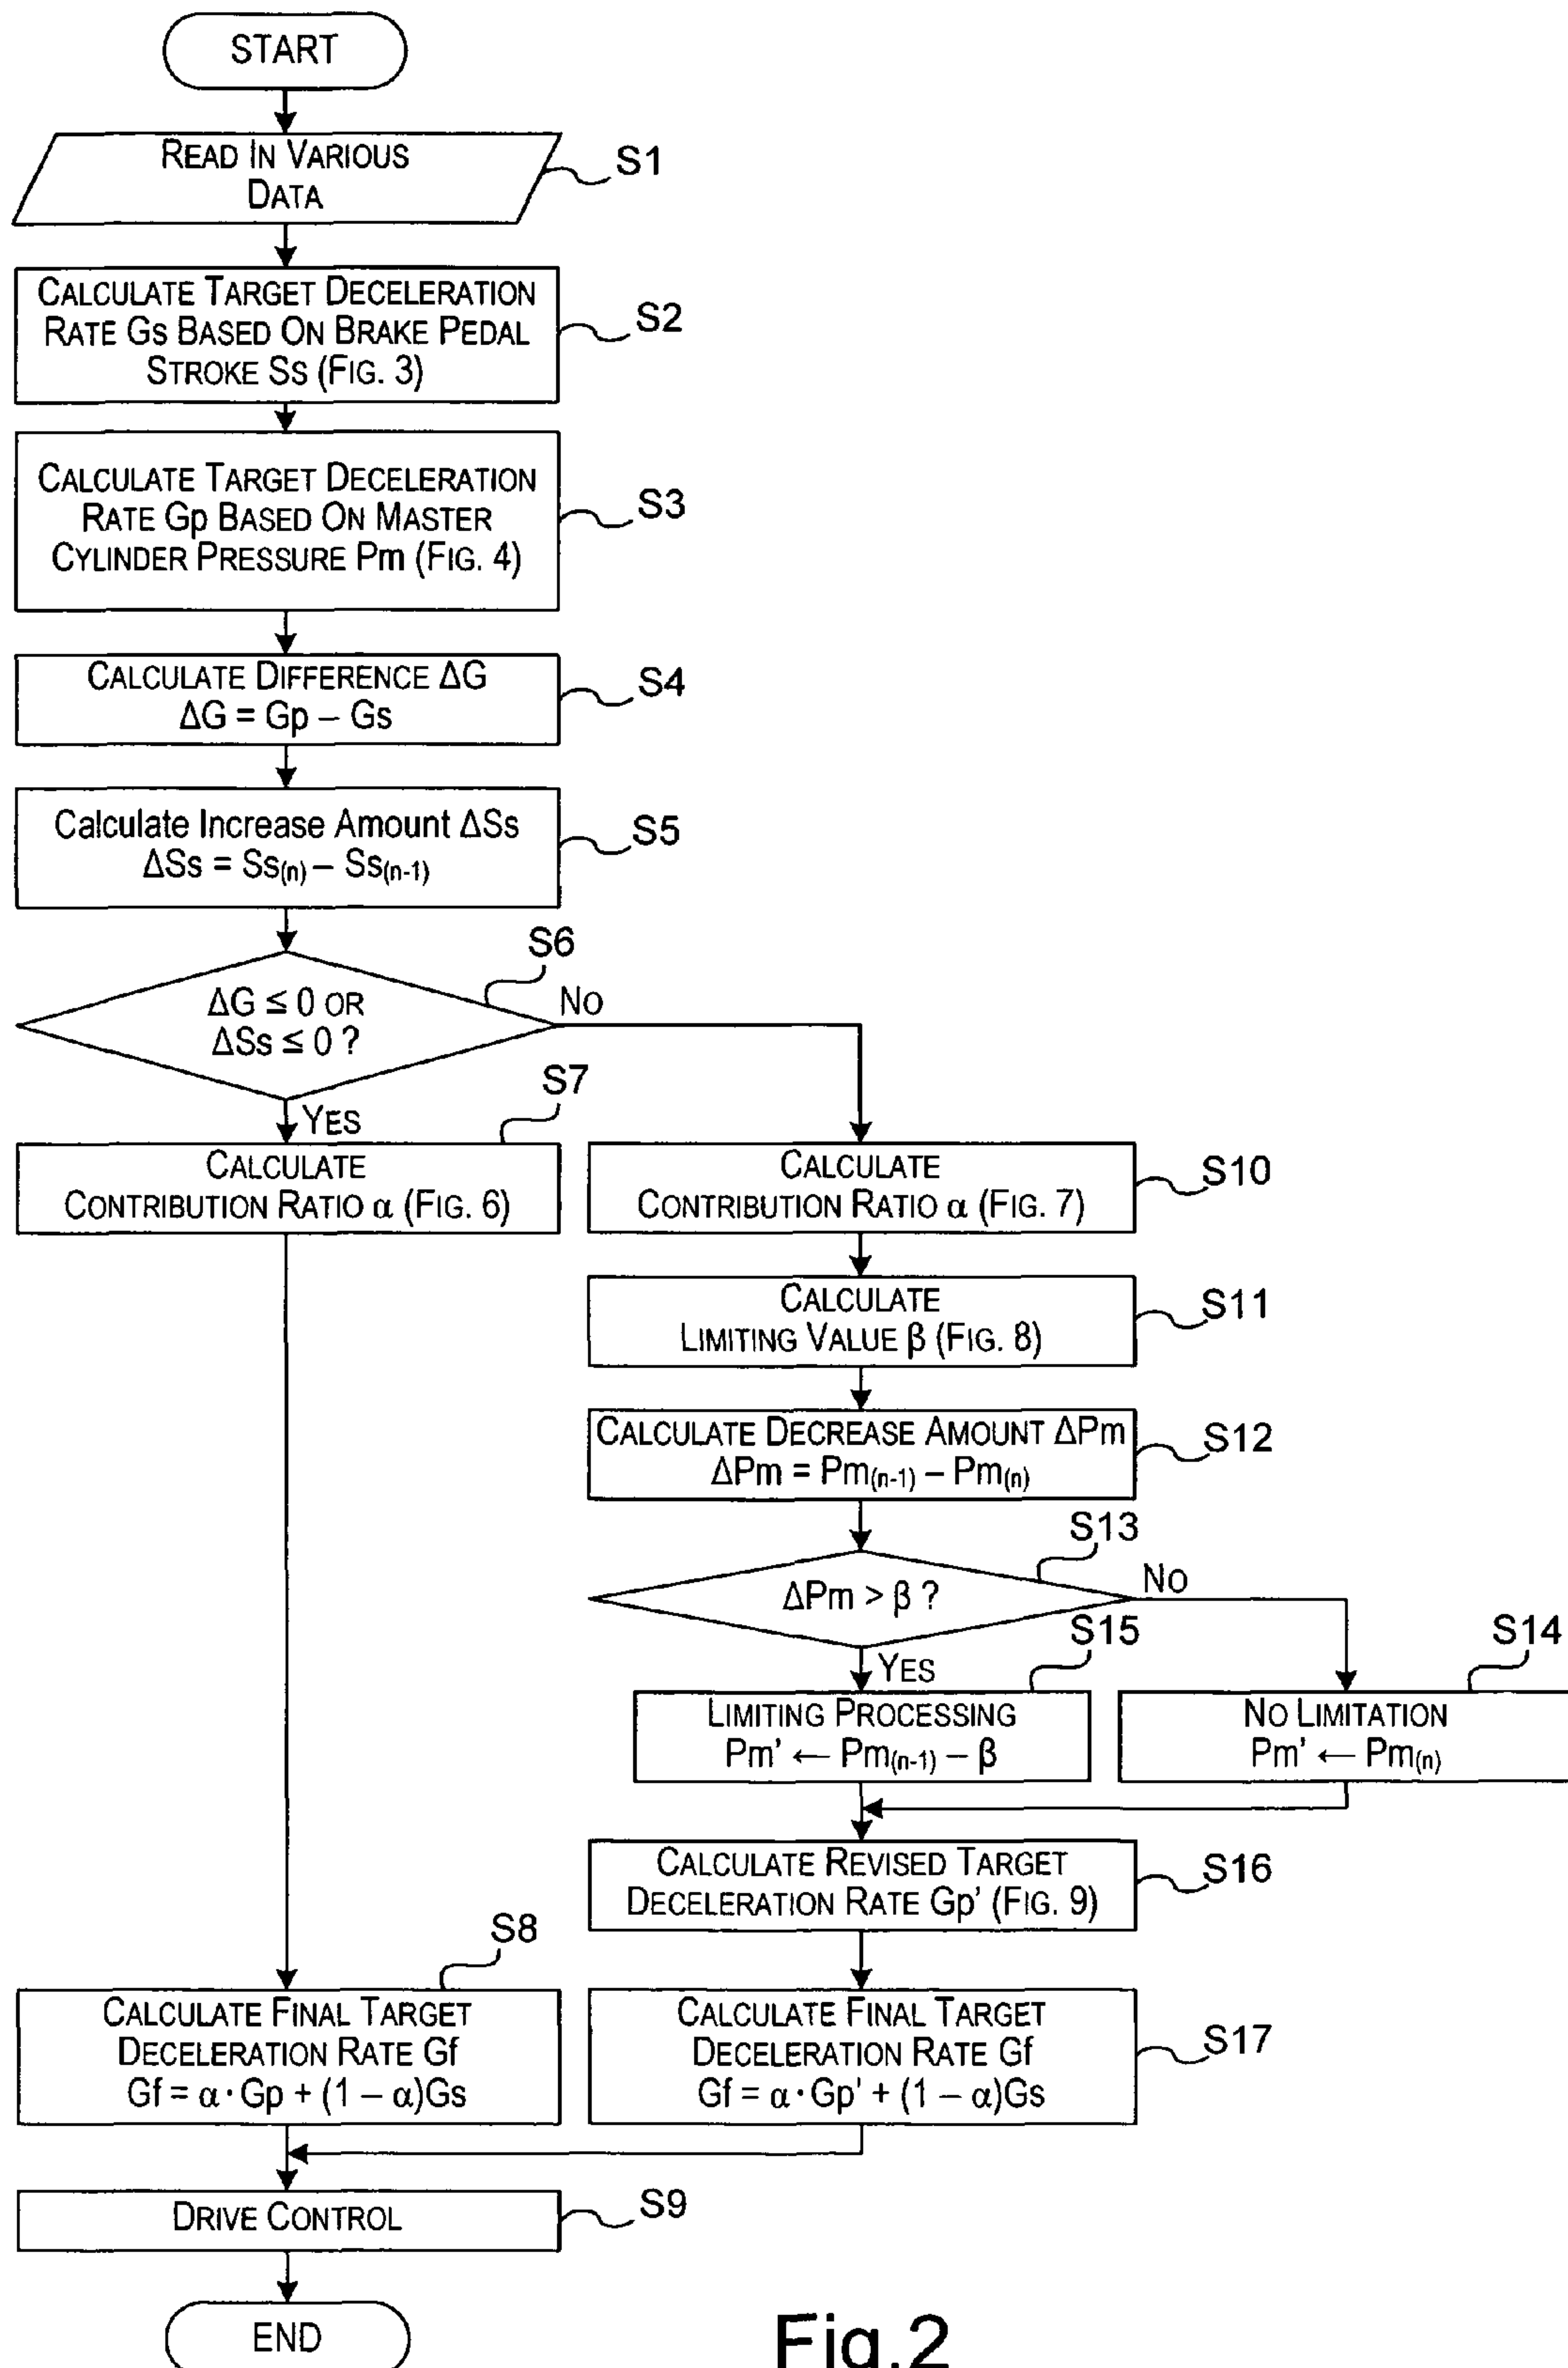 START
READ IN VARIOUS
DATA
S1
CALCULATE TARGET DECELERATION
RATE Gs BASED ON BRAKE PEDAL
STROKE Ss (FIG. 3)
S2
CALCULATE TARGET DECELERATION
RATE Gp BASED ON MASTER
CYLINDER PRESSURE Pm (FIG. 4)
S3
CALCULATE DIFFERENCE ΔG
ΔG = Gp – Gs
S4
Calculate Increase Amount ΔSs
ΔSs = Ss(n) – Ss(n-1)
S5
S6
ΔG ≤ 0 OR
ΔSs ≤ 0 ?
NO
YES
S7
CALCULATE
CONTRIBUTION RATIO α (FIG. 6)
CALCULATE
CONTRIBUTION RATIO α (FIG. 7)
S10
CALCULATE
LIMITING VALUE β (FIG. 8)
S11
CALCULATE DECREASE AMOUNT ΔPm
ΔPm = Pm(n-1) – Pm(n)
S12
S13
ΔPm > β ?
NO
YES
S15
LIMITING PROCESSING
Pm' ← Pm(n-1) – β
S14
NO LIMITATION
Pm' ← Pm(n)
CALCULATE REVISED TARGET
DECELERATION RATE Gp' (FIG. 9)
S16
S8
CALCULATE FINAL TARGET
DECELERATION RATE Gf
Gf = α · Gp + (1 – α)Gs
CALCULATE FINAL TARGET
DECELERATION RATE Gf
Gf = α · Gp' + (1 – α)Gs
S17
DRIVE CONTROL
S9
END
Fig.2